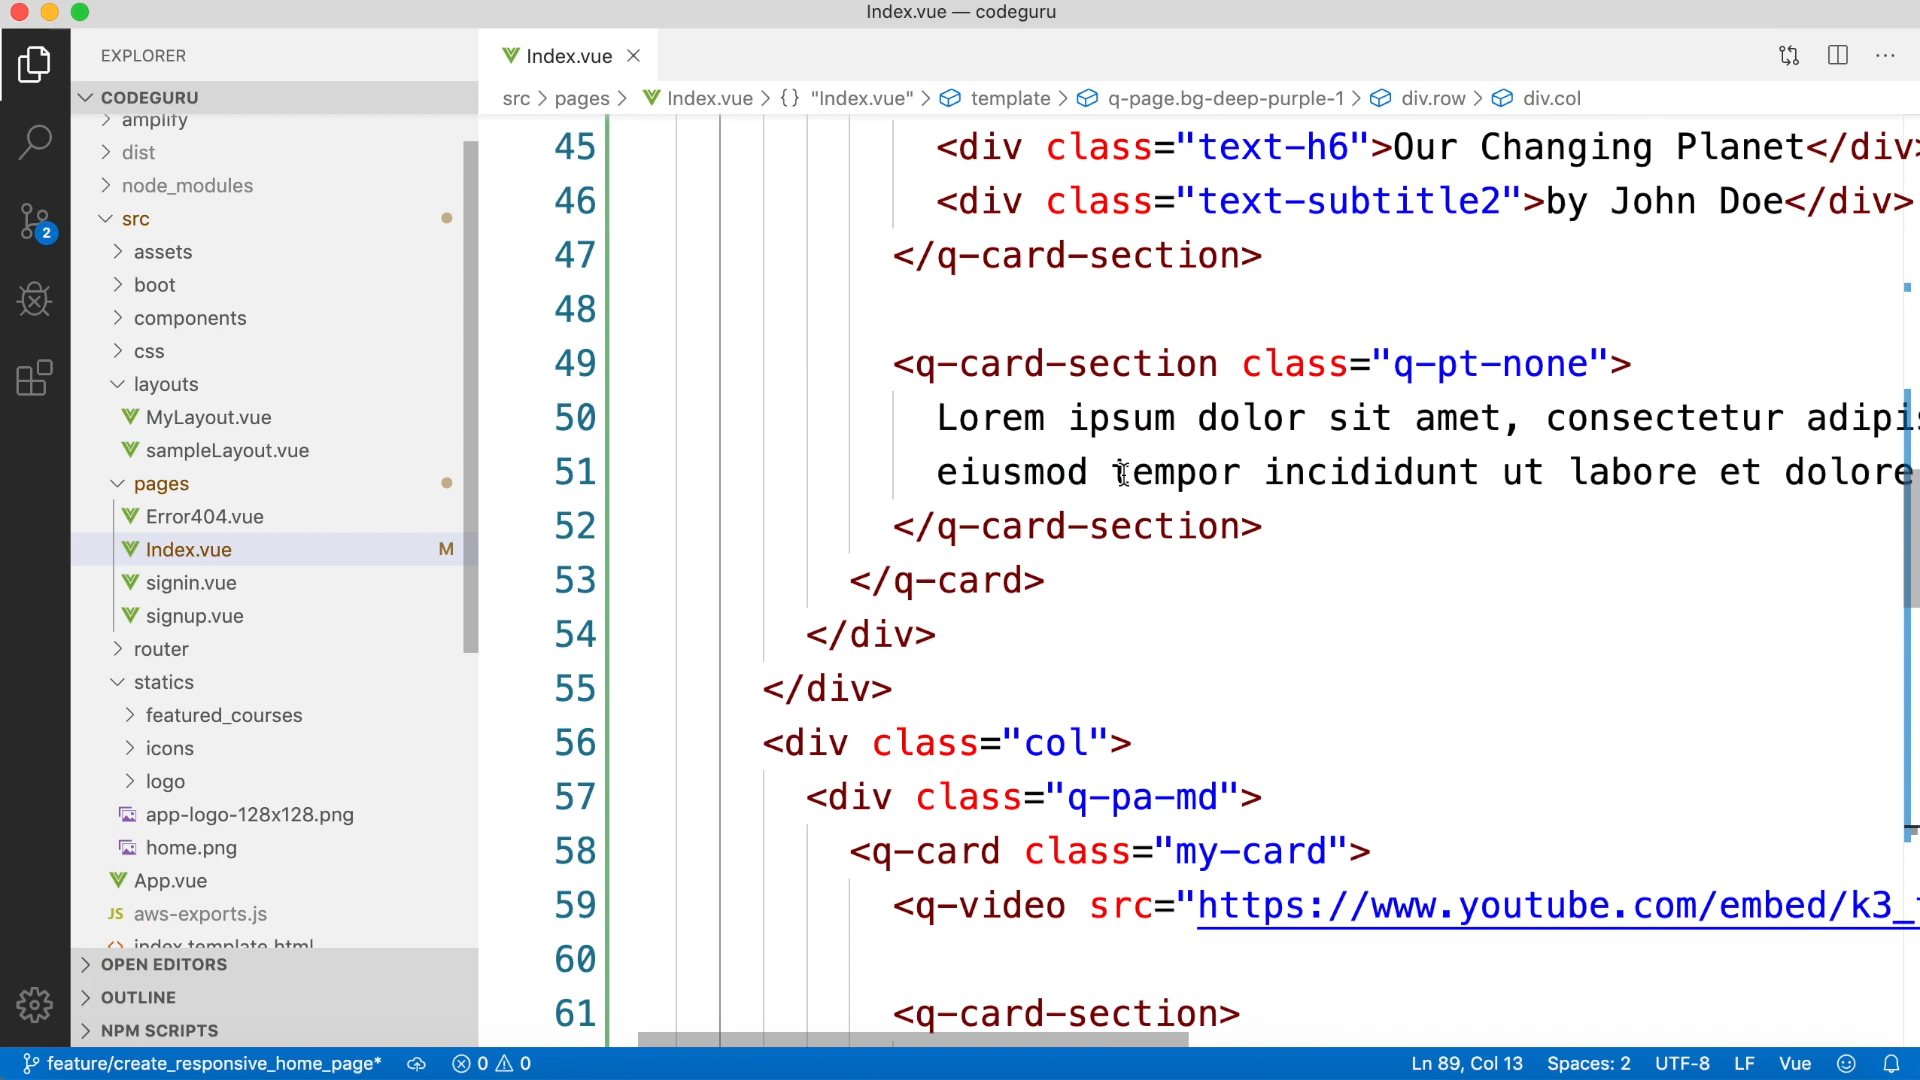 Index.vue — codeguru
EXPLORER
Index.vue
CODEGURU
src > pages > Index.vue > {} "Index.vue" > template > q-page.bg-deep-purple-1 > div.row > div.col
amplify
dist
node_modules
src
assets
boot
components
css
layouts
MyLayout.vue
sampleLayout.vue
pages
Error404.vue
Index.vue M
signin.vue
signup.vue
router
statics
featured_courses
icons
logo
app-logo-128x128.png
home.png
App.vue
JS aws-exports.js
index.template.html
OPEN EDITORS
OUTLINE
NPM SCRIPTS
2
45 <div class="text-h6">Our Changing Planet</div>
46 <div class="text-subtitle2">by John Doe</div>
47 </q-card-section>
48
49 <q-card-section class="q-pt-none">
50 Lorem ipsum dolor sit amet, consectetur adipis
51 eiusmod tempor incididunt ut labore et dolore
52 </q-card-section>
53 </q-card>
54 </div>
55 </div>
56 <div class="col">
57 <div class="q-pa-md">
58 <q-card class="my-card">
59 <q-video src="https://www.youtube.com/embed/k3_
60
61 <q-card-section>
feature/create_responsive_home_page* 0 0 Ln 89, Col 13 Spaces: 2 UTF-8 LF Vue